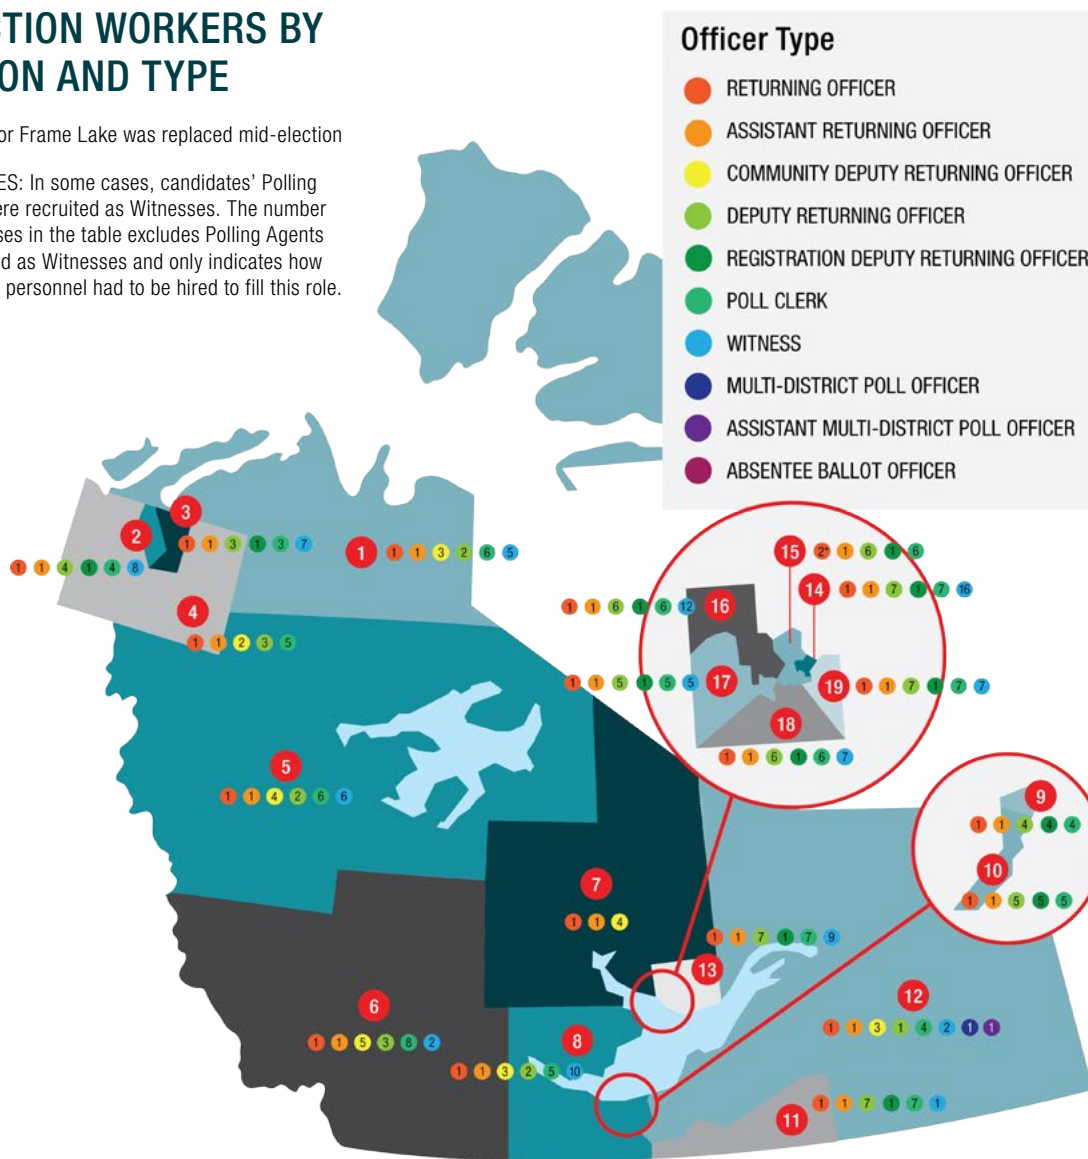 CTION WORKERS BY
ON AND TYPE
or Frame Lake was replaced mid-election
ES: In some cases, candidates’ Polling
ere recruited as Witnesses. The number
ses in the table excludes Polling Agents
d as Witnesses and only indicates how
personnel had to be hired to fill this role.
Officer Type
RETURNING OFFICER
ASSISTANT RETURNING OFFICER
COMMUNITY DEPUTY RETURNING OFFICER
DEPUTY RETURNING OFFICER
REGISTRATION DEPUTY RETURNING OFFICER
POLL CLERK
WITNESS
MULTI-DISTRICT POLL OFFICER
ASSISTANT MULTI-DISTRICT POLL OFFICER
ABSENTEE BALLOT OFFICER
3
1 1 3 1 3 7
2
1 1 4 1 4 8
1 1 1 3 2 6 5
4
1 1 2 3 5
15 2* 1 6 1 6
14 1 1 7 1 7 16
1 1 6 1 6 12 16
1 1 5 1 5 5 17
19 1 1 7 1 7 7
18
1 1 6 1 6 7
5
1 1 4 2 6 6
9
1 1 4 4 4
10
1 1 5 5 5
7
1 1 4
1 1 7 1 7 9
13
12
1 1 3 1 4 2 1 1
6
1 1 5 3 8 2
8
1 1 3 2 5 10
1 1 7 1 7 1
11